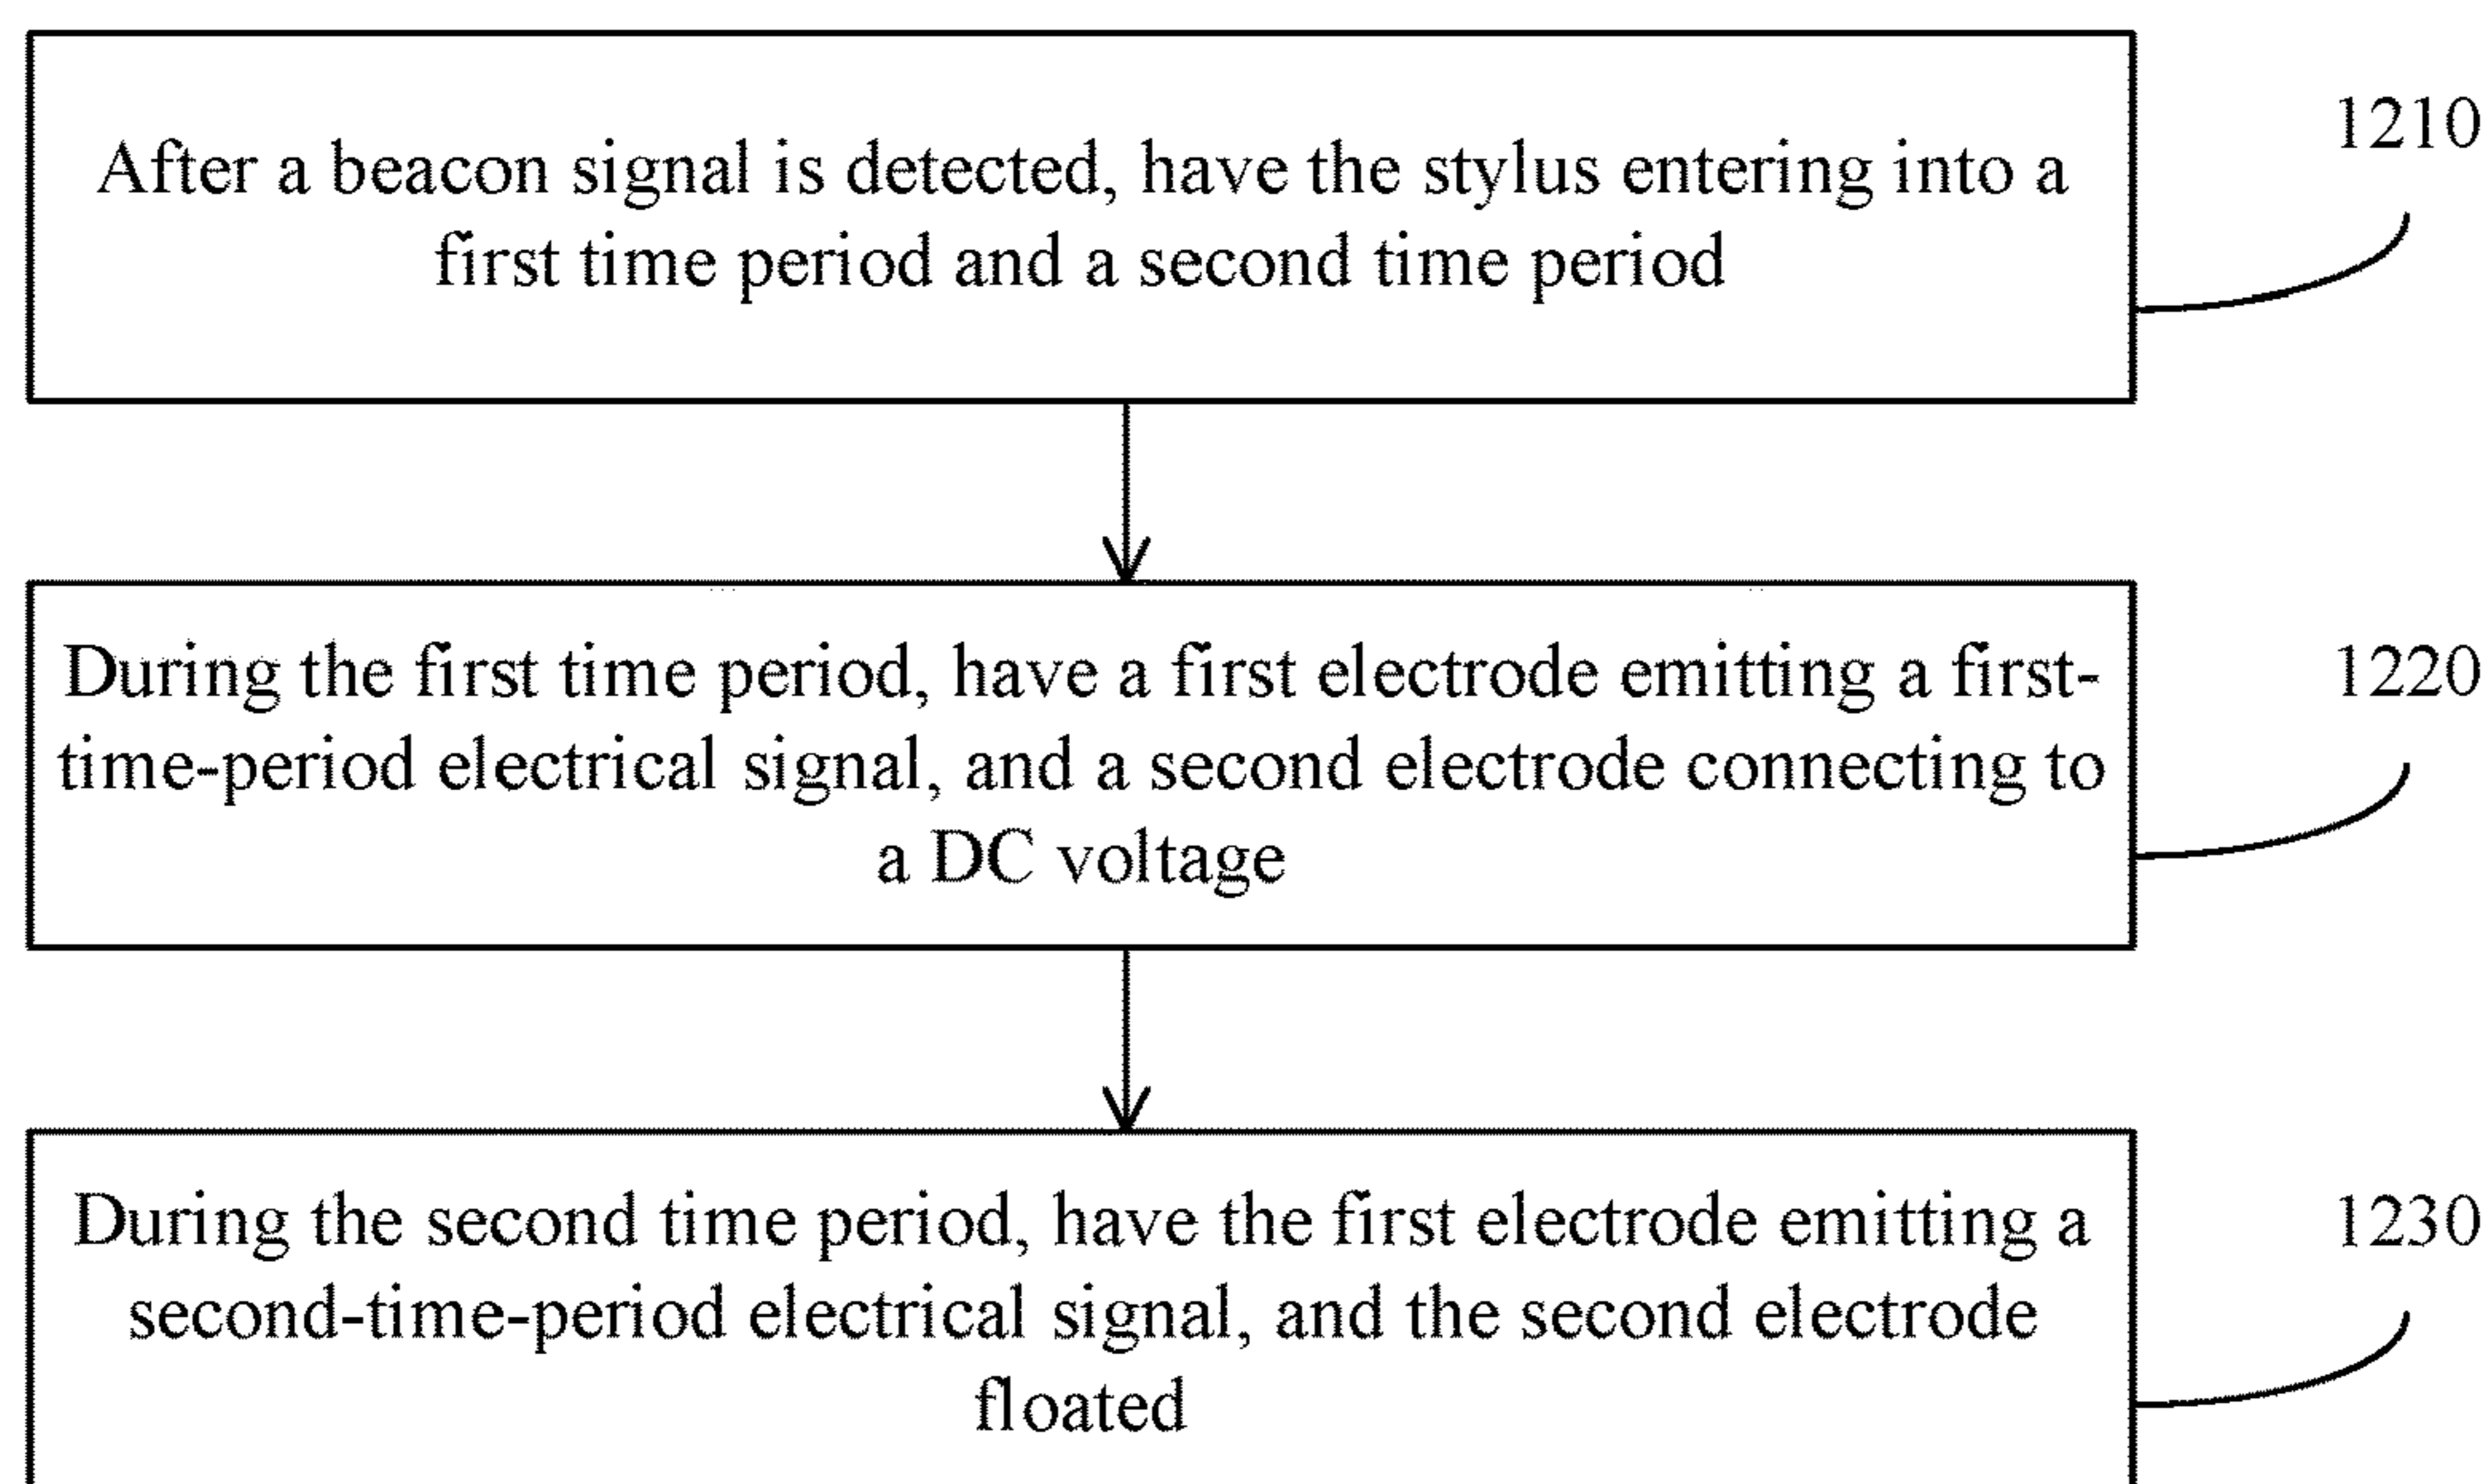 After a beacon signal is detected, have the stylus entering into a
first time period and a second time period
1210
During the first time period, have a first electrode emitting a first-
time-period electrical signal, and a second electrode connecting to
a DC voltage
1220
During the second time period, have the first electrode emitting a
second-time-period electrical signal, and the second electrode
floated
1230